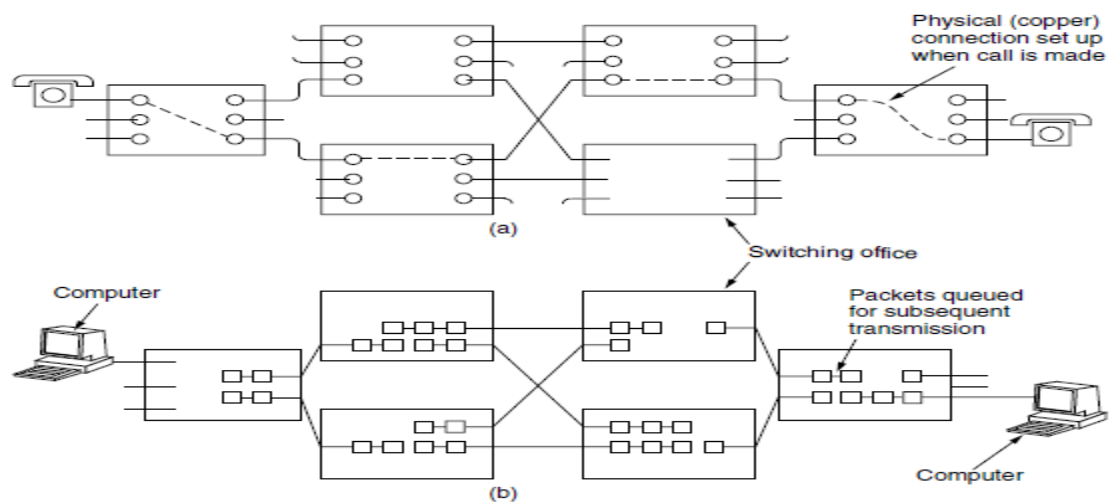 Physical (copper)
connection set up
when call is made
(a)
Switching office
Computer
Packets queued
for subsequent
transmission
Computer
(b)